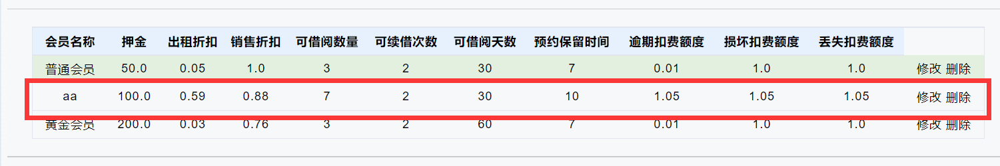 会员名称 押金 出租折扣 销售折扣 可借阅数量 可续借次数 可借阅天数 预约保留时间 逾期扣费额度 损坏扣费额度 丢失扣费额度
普通会员 50.0 0.05 1.0 3 2 30 7 0.01 1.0 1.0 修改 删除
aa 100.0 0.59 0.88 7 2 30 10 1.05 1.05 1.05 修改 删除
黄金会员 200.0 0.03 0.76 3 2 60 7 0.01 1.0 1.0 修改 删除